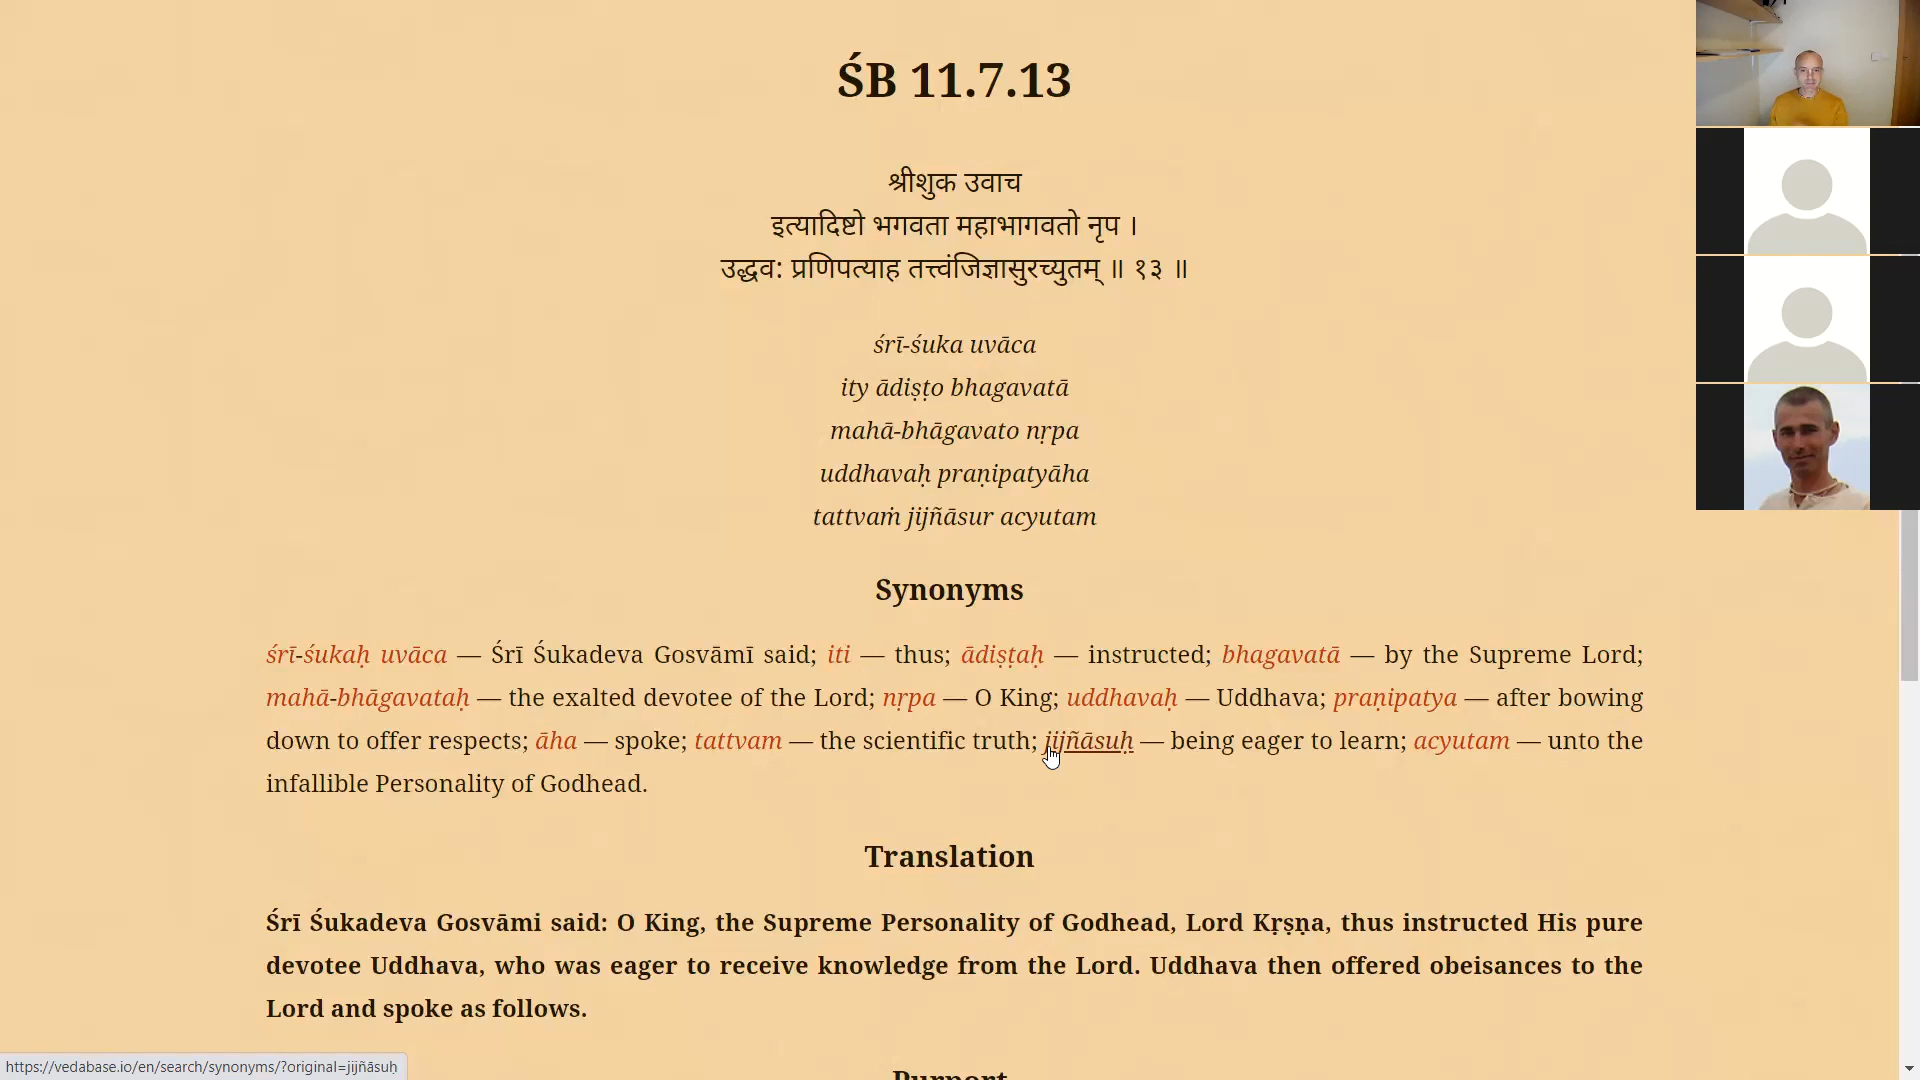 ŚB 11.7.13
श्रीशुक उवाच
इत्यादिष्टो भगवता महाभागवतो नृप ।
उद्धव: प्रणिपत्याह तत्त्वंजिज्ञासुरच्युतम् ॥ १३ ॥
śrī-śuka uvāca
ity ādiṣṭo bhagavatā
mahā-bhāgavato nṛpa
uddhavaḥ praṇipatyāha
tattvaṁ jijñāsur acyutam
Synonyms
śrī-śukaḥ uvāca — Śrī Śukadeva Gosvāmī said; iti — thus; ādiṣṭaḥ — instructed; bhagavatā — by the Supreme Lord;
mahā-bhāgavataḥ — the exalted devotee of the Lord; nṛpa — O King; uddhavaḥ — Uddhava; praṇipatya — after bowing
down to offer respects; āha — spoke; tattvam — the scientific truth; jijñāsuḥ — being eager to learn; acyutam — unto the
infallible Personality of Godhead.
Translation
Śrī Śukadeva Gosvāmi said: O King, the Supreme Personality of Godhead, Lord Kṛṣṇa, thus instructed His pure
devotee Uddhava, who was eager to receive knowledge from the Lord. Uddhava then offered obeisances to the
Lord and spoke as follows.
Purport
https://vedabase.io/en/search/synonyms/?original=jijñāsuḥ